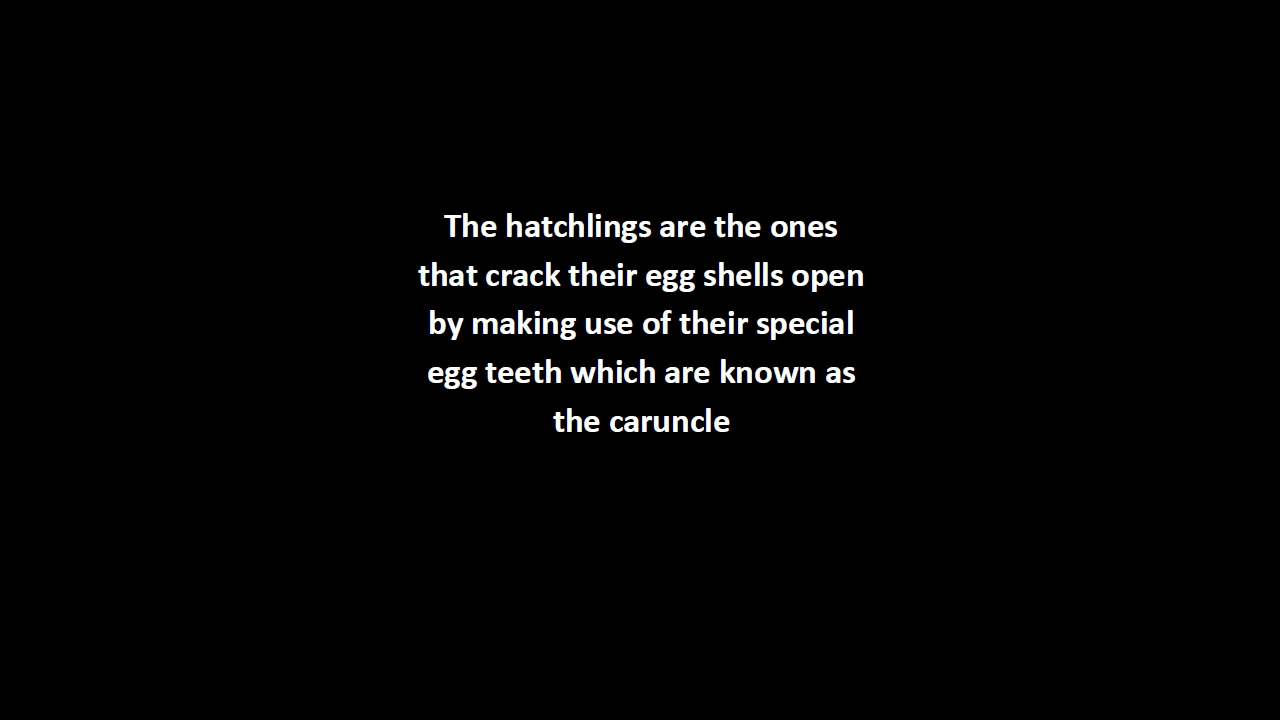 The hatchlings are the ones
that crack their egg shells open
by making use of their special
egg teeth which are known as
the caruncle